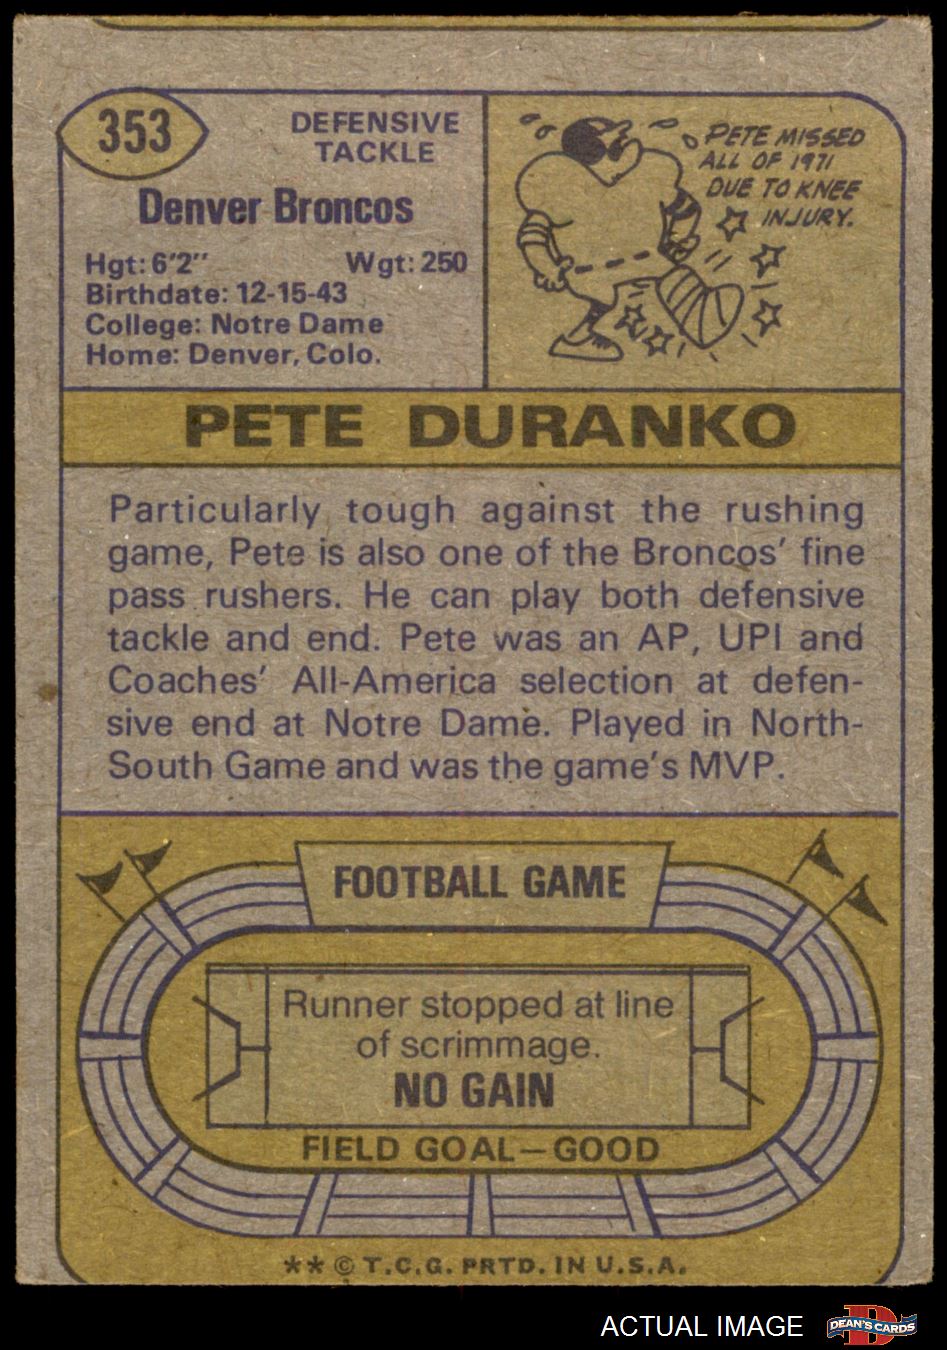 353
DEFENSIVE
TACKLE
Denver Broncos
Hgt: 6'2" Wgt: 250
Birthdate: 12-15-43
College: Notre Dame
Home: Denver, Colo.
PETE MISSED
ALL OF 1971
DUE TO KNEE
INJURY.
PETE DURANKO
Particularly tough against the rushing
game, Pete is also one of the Broncos' fine
pass rushers. He can play both defensive
tackle and end. Pete was an AP, UPI and
Coaches' All-America selection at defen-
sive end at Notre Dame. Played in North-
South Game and was the game's MVP.
FOOTBALL GAME
Runner stopped at line
of scrimmage.
NO GAIN
FIELD GOAL—GOOD
**© T.C.G. PRTD. IN U.S.A.
ACTUAL IMAGE
D
DEAN'S CARDS